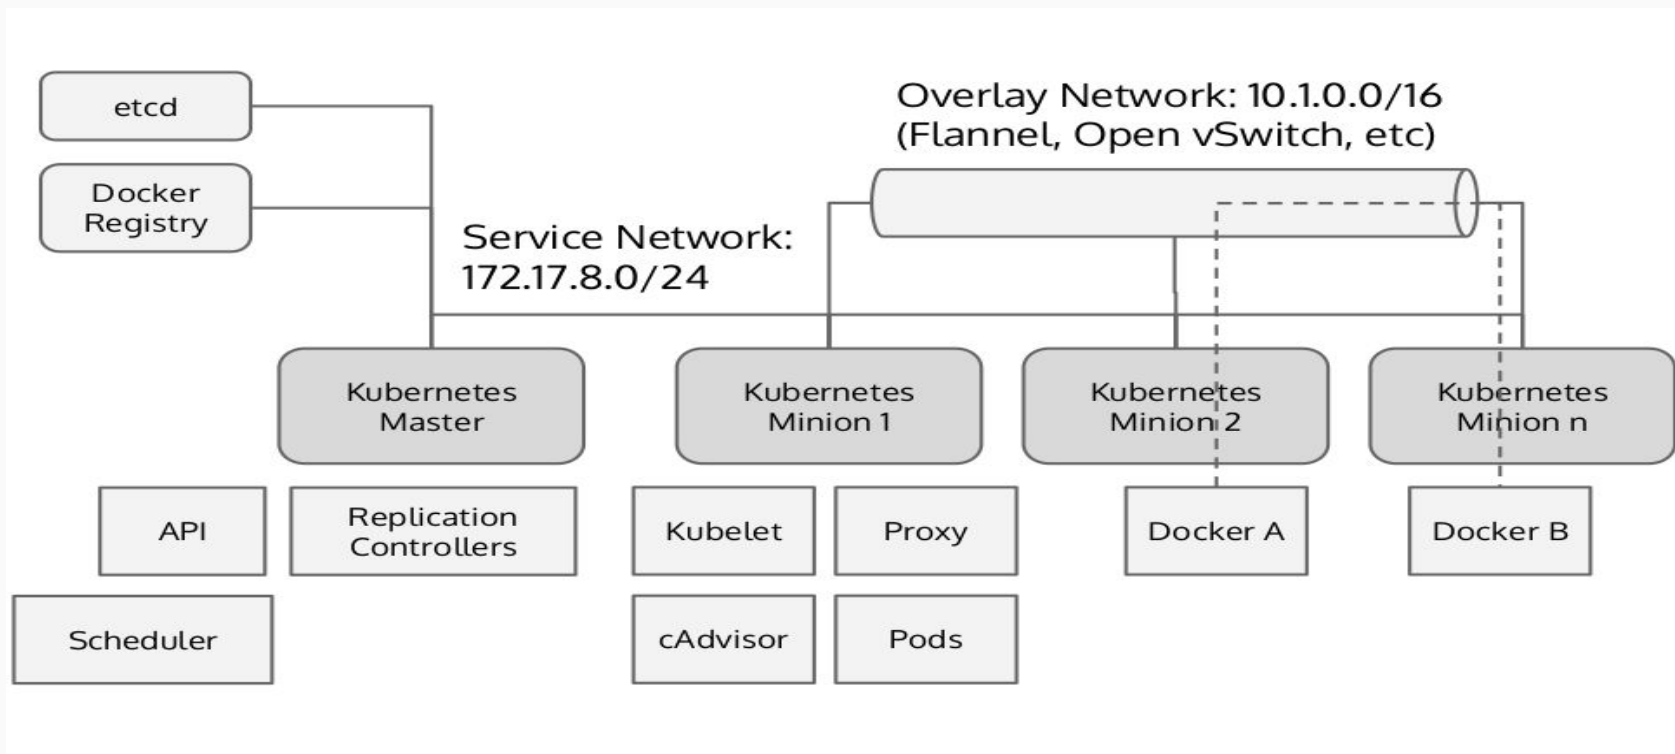 etcd
Docker
Registry
Overlay Network: 10.1.0.0/16
(Flannel, Open vSwitch, etc)
Service Network:
172.17.8.0/24
Kubernetes
Master
Kubernetes
Minion 1
Kubernetes
Minion 2
Kubernetes
Minion n
API
Replication
Controllers
Kubelet
Proxy
Docker A
Docker B
Scheduler
cAdvisor
Pods